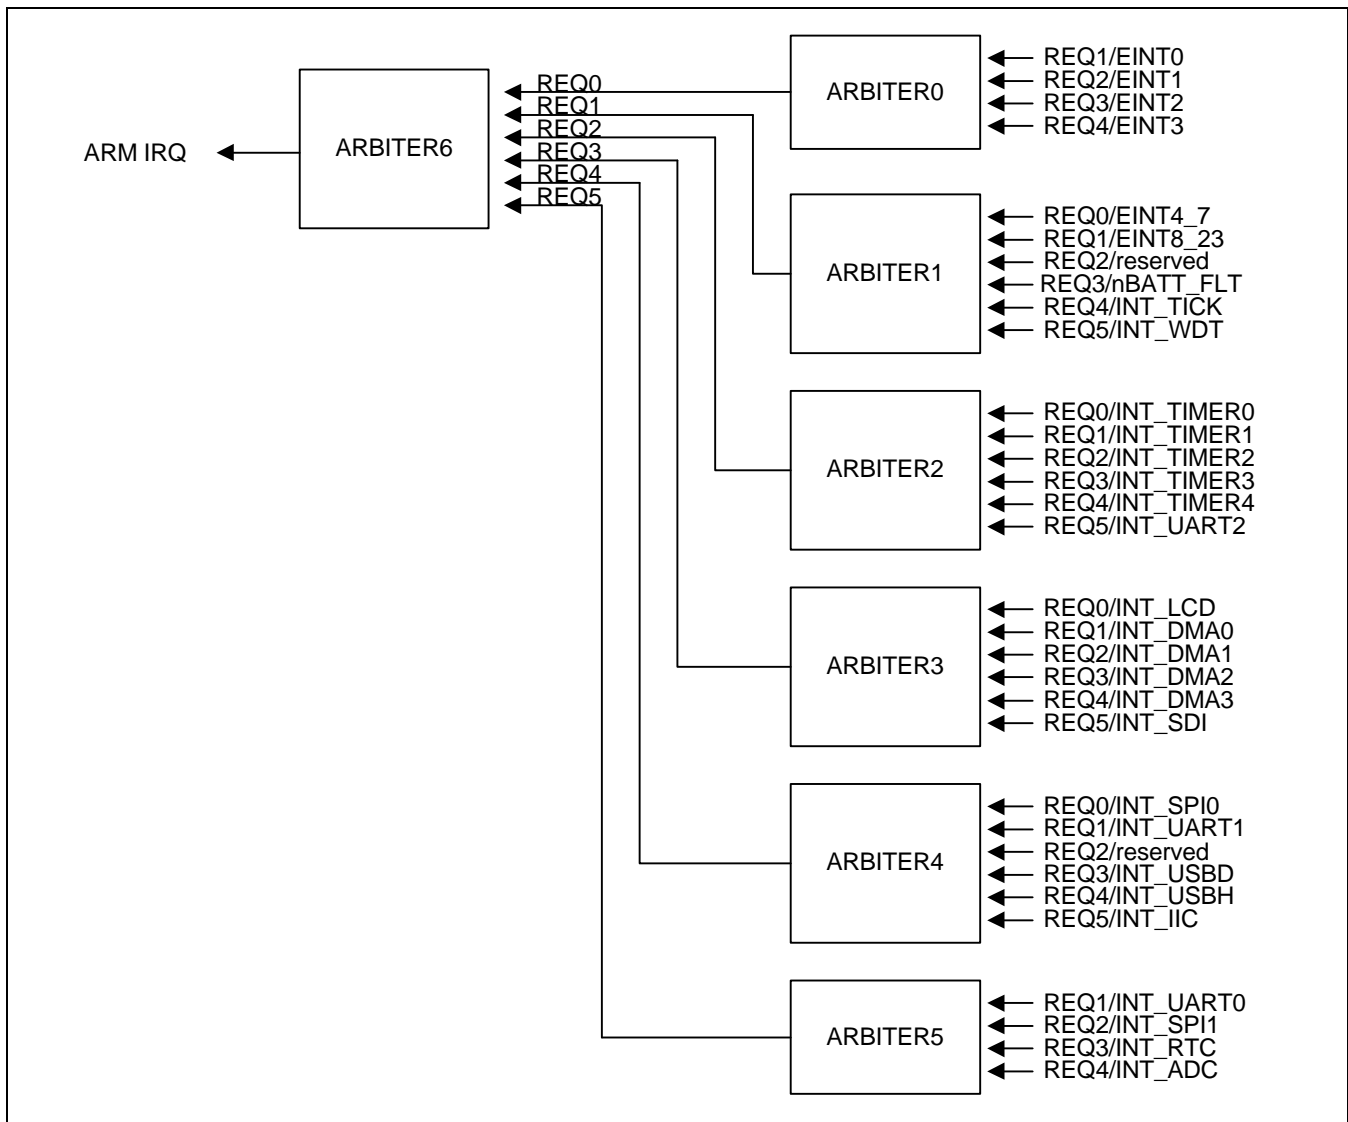 ARM IRQ
ARBITER6
REQ0
REQ1
REQ2
REQ3
REQ4
REQ5
ARBITER0
REQ1/EINT0
REQ2/EINT1
REQ3/EINT2
REQ4/EINT3
ARBITER1
REQ0/EINT4_7
REQ1/EINT8_23
REQ2/reserved
REQ3/nBATT_FLT
REQ4/INT_TICK
REQ5/INT_WDT
ARBITER2
REQ0/INT_TIMER0
REQ1/INT_TIMER1
REQ2/INT_TIMER2
REQ3/INT_TIMER3
REQ4/INT_TIMER4
REQ5/INT_UART2
ARBITER3
REQ0/INT_LCD
REQ1/INT_DMA0
REQ2/INT_DMA1
REQ3/INT_DMA2
REQ4/INT_DMA3
REQ5/INT_SDI
ARBITER4
REQ0/INT_SPI0
REQ1/INT_UART1
REQ2/reserved
REQ3/INT_USBD
REQ4/INT_USBH
REQ5/INT_IIC
ARBITER5
REQ1/INT_UART0
REQ2/INT_SPI1
REQ3/INT_RTC
REQ4/INT_ADC